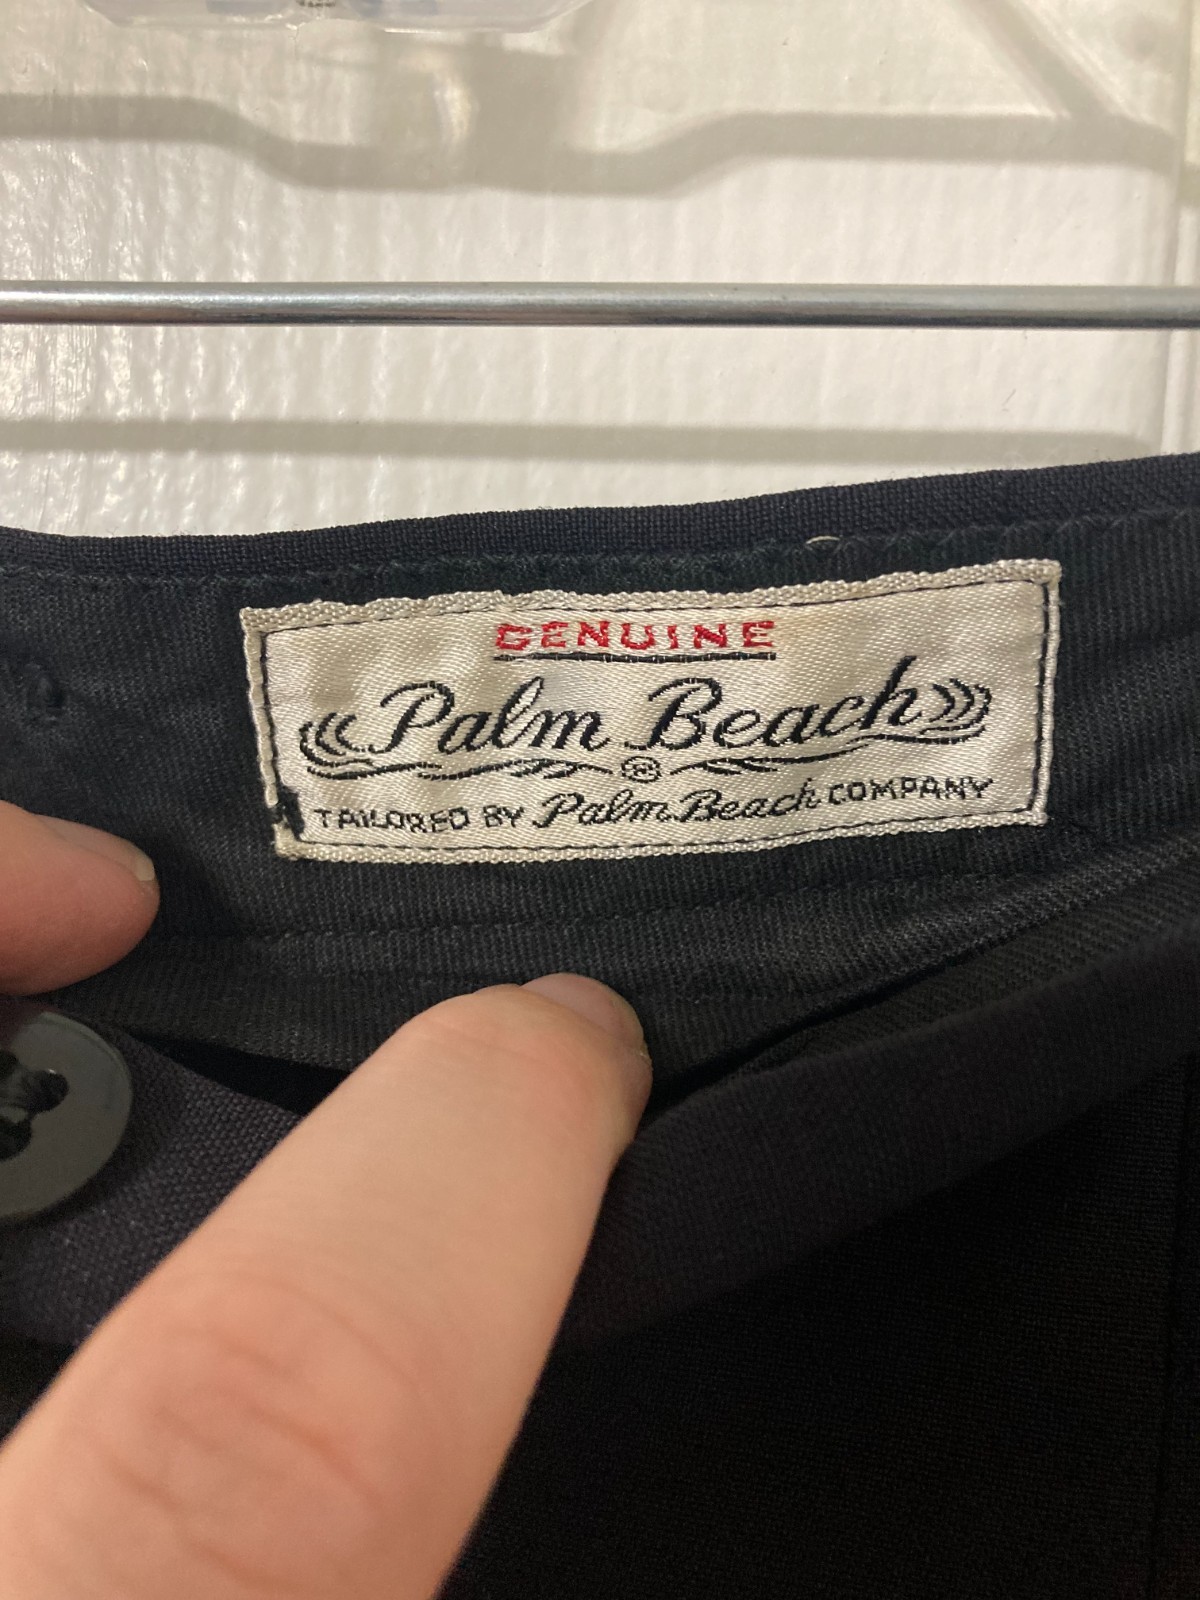 GENUINE
Palm Beach
®
TAILORED BY Palm Beach COMPANY